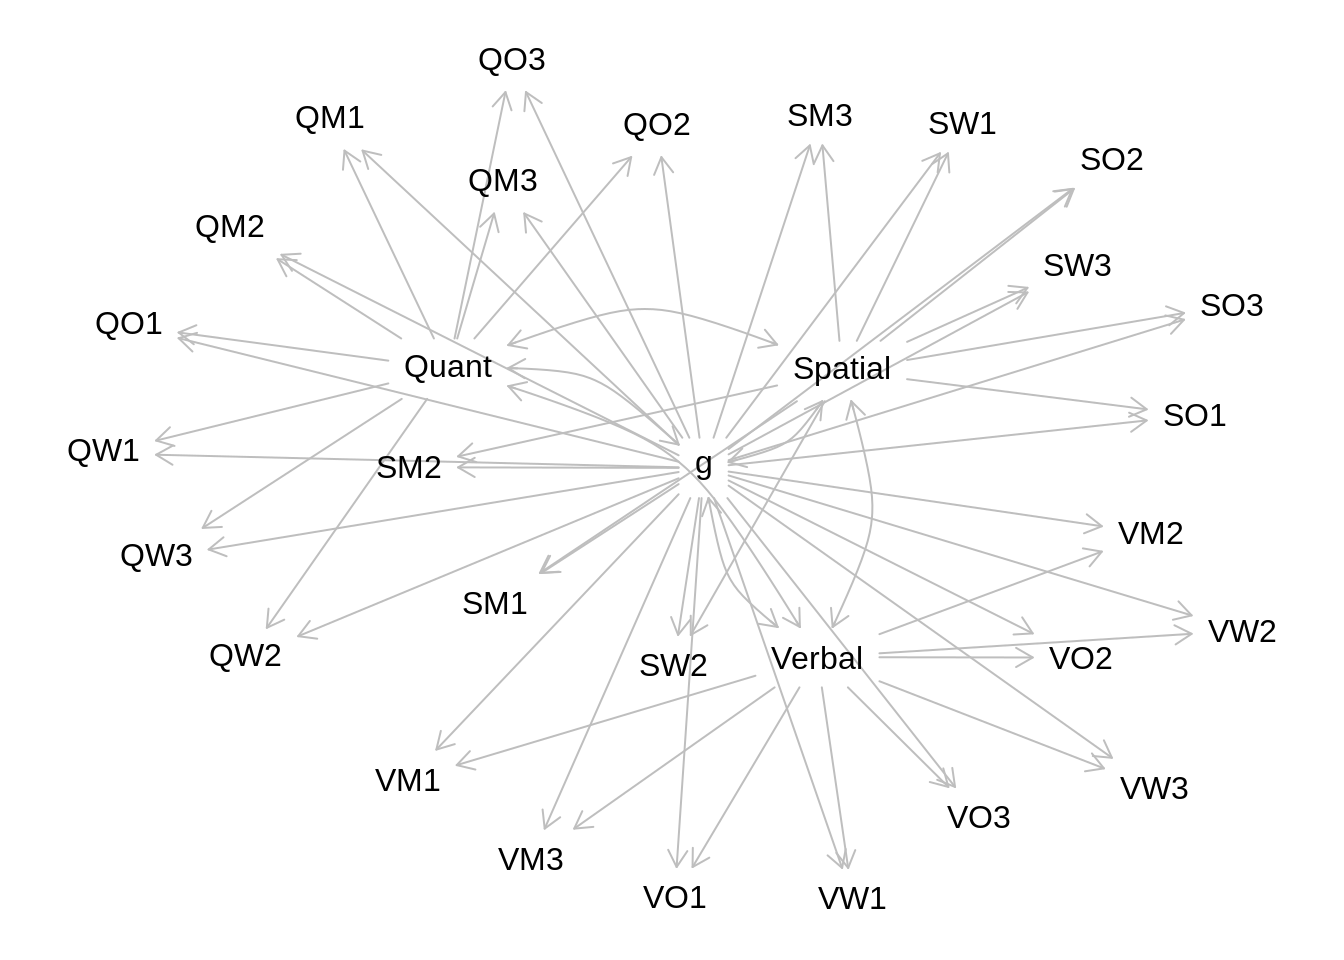 QO3
QM1
QO2
SM3
SW1
SO2
QM3
QM2
SW3
SO3
QO1
Quant
Spatial
SO1
QW1
SM2
g
VM2
QW3
SM1
VW2
QW2
SW2
Verbal
VO2
VM1
VW3
VO3
VM3
VO1
VW1